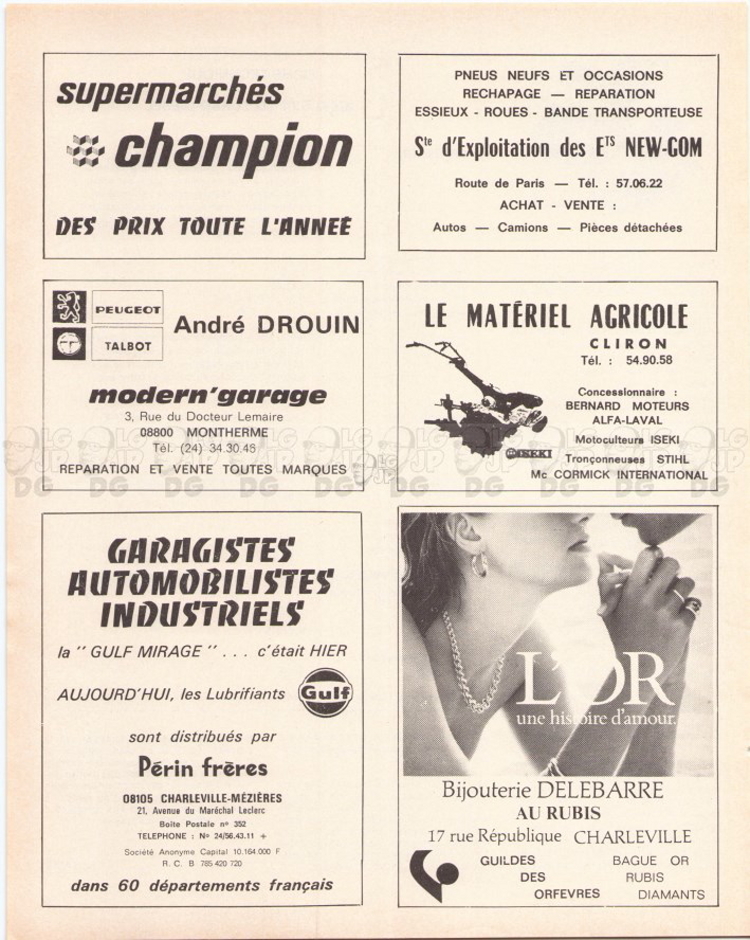 supermarchés
champion
DES PRIX TOUTE L'ANNEÉ
PNEUS NEUFS ET OCCASIONS
RECHAPAGE — REPARATION
ESSIEUX - ROUES - BANDE TRANSPORTEUSE
Ste d'Exploitation des ETS NEW-GOM
Route de Paris — Tél. : 57.06.22
ACHAT - VENTE :
Autos — Camions — Pièces détachées
PEUGEOT
TALBOT
André DROUIN
modern'garage
3, Rue du Docteur Lemaire
08800 MONTHERME
Tél. (24) 34.30.45
REPARATION ET VENTE TOUTES MARQUES
LE MATÉRIEL AGRICOLE
CLIRON
Tél. : 54.90.58
Concessionnaire :
BERNARD MOTEURS
ALFA-LAVAL
Motoculteurs ISEKI
ISEKI
Tronçonneuses STIHL
Mc CORMICK INTERNATIONAL
GARAGISTES
AUTOMOBILISTES
INDUSTRIELS
la "GULF MIRAGE" . . . c'était HIER
AUJOURD'HUI, les Lubrifiants Gulf
sont distribués par
Périn frères
08105 CHARLEVILLE-MÉZIÈRES
21, Avenue du Maréchal Leclerc
Boîte Postale nº 352
TELEPHONE : Nº 24/56.43.11 +
Société Anonyme Capital 10.164.000 F
R. C. B 785 420 720
dans 60 départements français
L'OR
une histoire d'amour.
Bijouterie DELEBARRE
AU RUBIS
17 rue République CHARLEVILLE
GUILDES
DES
ORFEVRES
BAGUE OR
RUBIS
DIAMANTS
LG JP DG